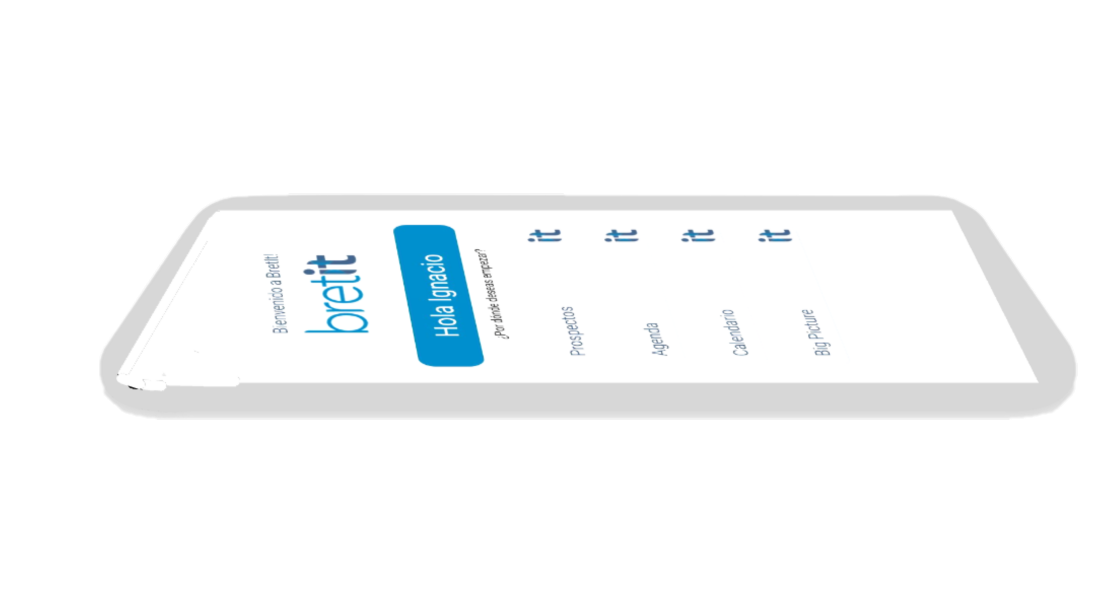 Bienvenido a BretIt!
bretit
Hola Ignacio
¿Por dónde deseas empezar?
Prospectos it
Agenda it
Calendario it
Big Picture it